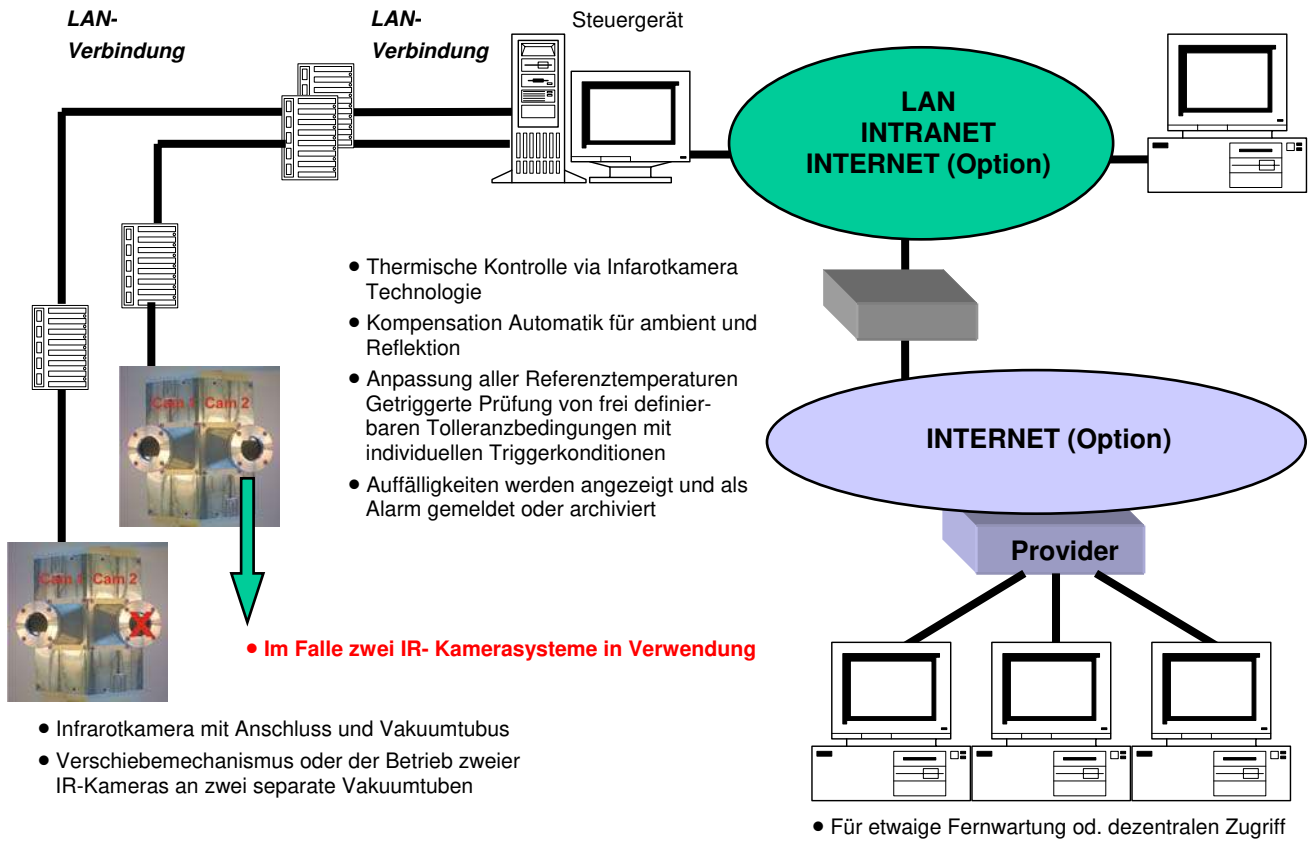 LAN-
Verbindung
LAN-
Verbindung
Steuergerät
LAN
INTRANET
INTERNET (Option)
• Thermische Kontrolle via Infarotkamera
Technologie
• Kompensation Automatik für ambient und
Reflektion
• Anpassung aller Referenztemperaturen
Getriggerte Prüfung von frei definier-
baren Tolleranzbedingungen mit
individuellen Triggerkonditionen
• Auffälligkeiten werden angezeigt und als
Alarm gemeldet oder archiviert
Cam 1 Cam 2
INTERNET (Option)
Provider
Cam 1 Cam 2
• Im Falle zwei IR- Kamerasysteme in Verwendung
• Infrarotkamera mit Anschluss und Vakuumtubus
• Verschiebemechanismus oder der Betrieb zweier
IR-Kameras an zwei separate Vakuumtuben
• Für etwaige Fernwartung od. dezentralen Zugriff